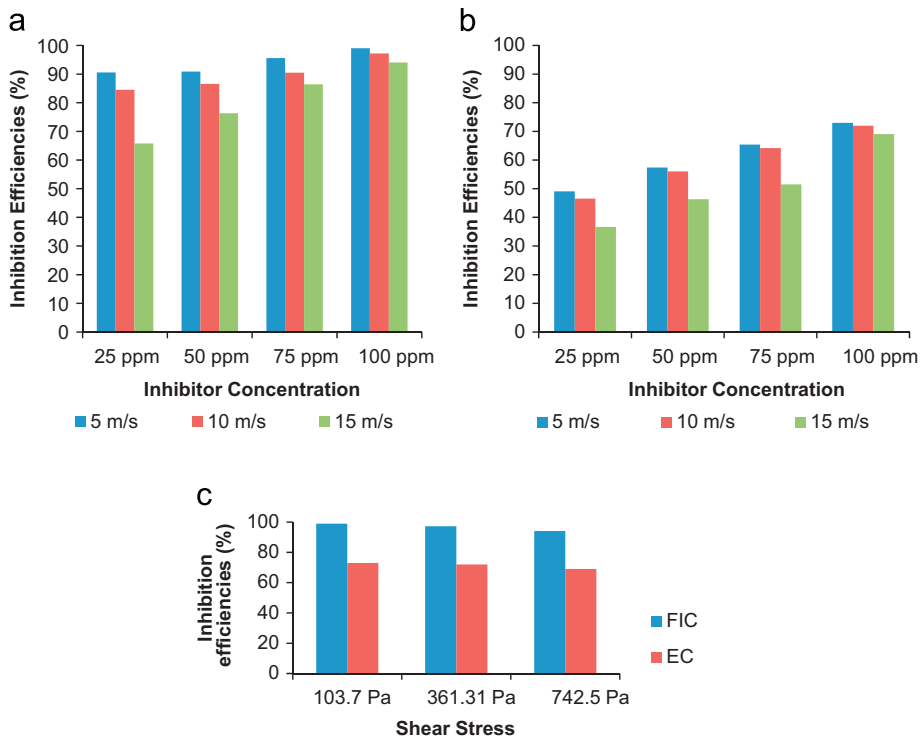 a
100
90
80
70
60
50
40
30
20
10
0
Inhibition Efficiencies (%)
25 ppm 50 ppm 75 ppm 100 ppm
Inhibitor Concentration
5 m/s 10 m/s 15 m/s
b
100
90
80
70
60
50
40
30
20
10
0
Inhibition Efficiencies (%)
25 ppm 50 ppm 75 ppm 100 ppm
Inhibitor Concentration
5 m/s 10 m/s 15 m/s
c
100
80
60
40
20
0
Inhibition
efficiencies (%)
103.7 Pa 361.31 Pa 742.5 Pa
Shear Stress
FIC
EC